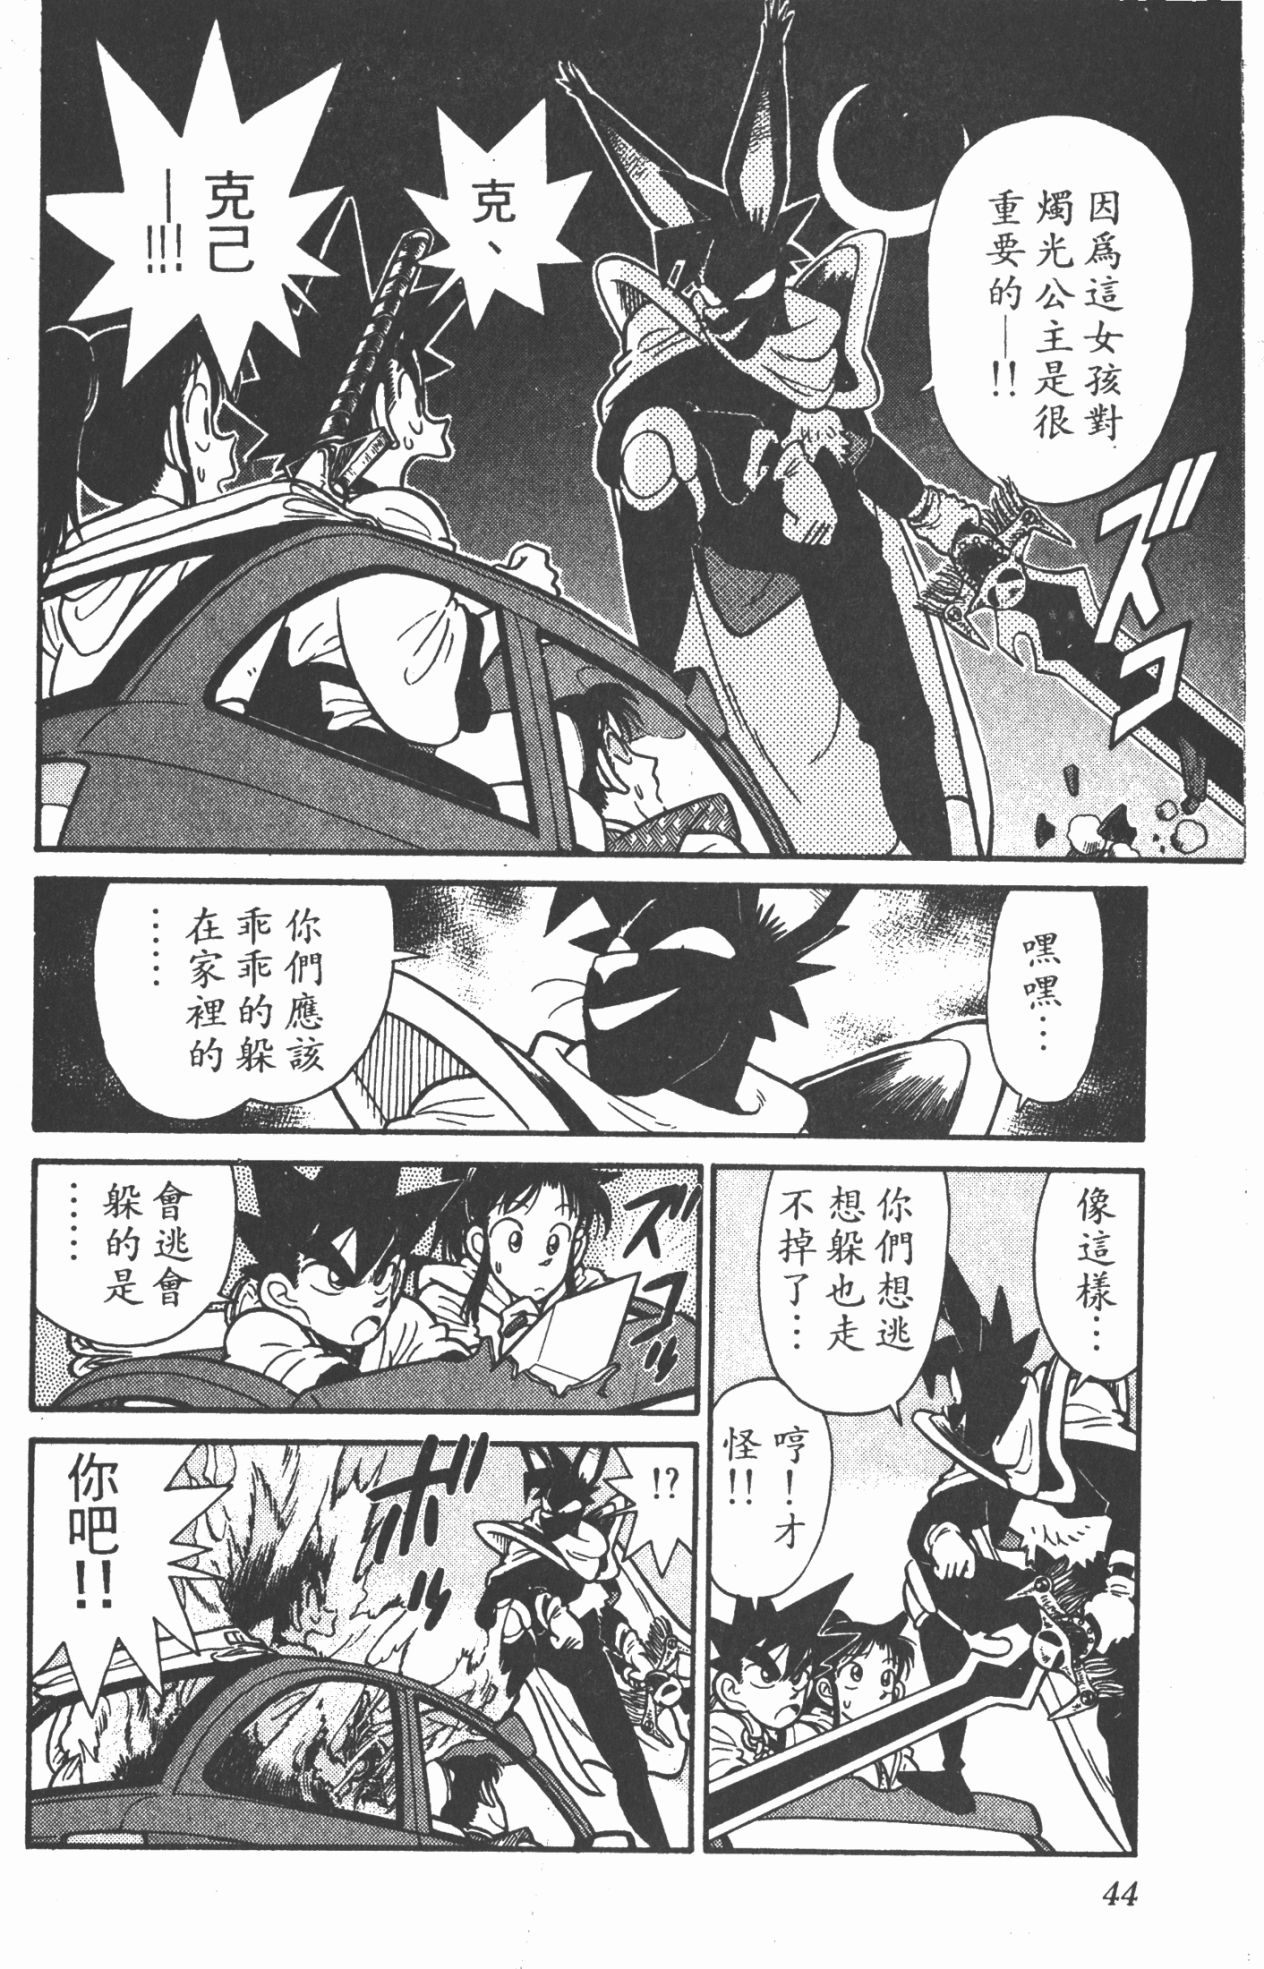 因爲這女孩對
燭光公主是很
重要的—!!
ズズ
克、
克己
—!!!
嘿嘿…
你們應該
乖乖的躲
在家裡的
……
像這樣…
你們想逃
想躲也走
不掉了…
哼！才
怪!!
ズズ
會逃會
躲的是
……
!?
ボッ
你吧!!
44